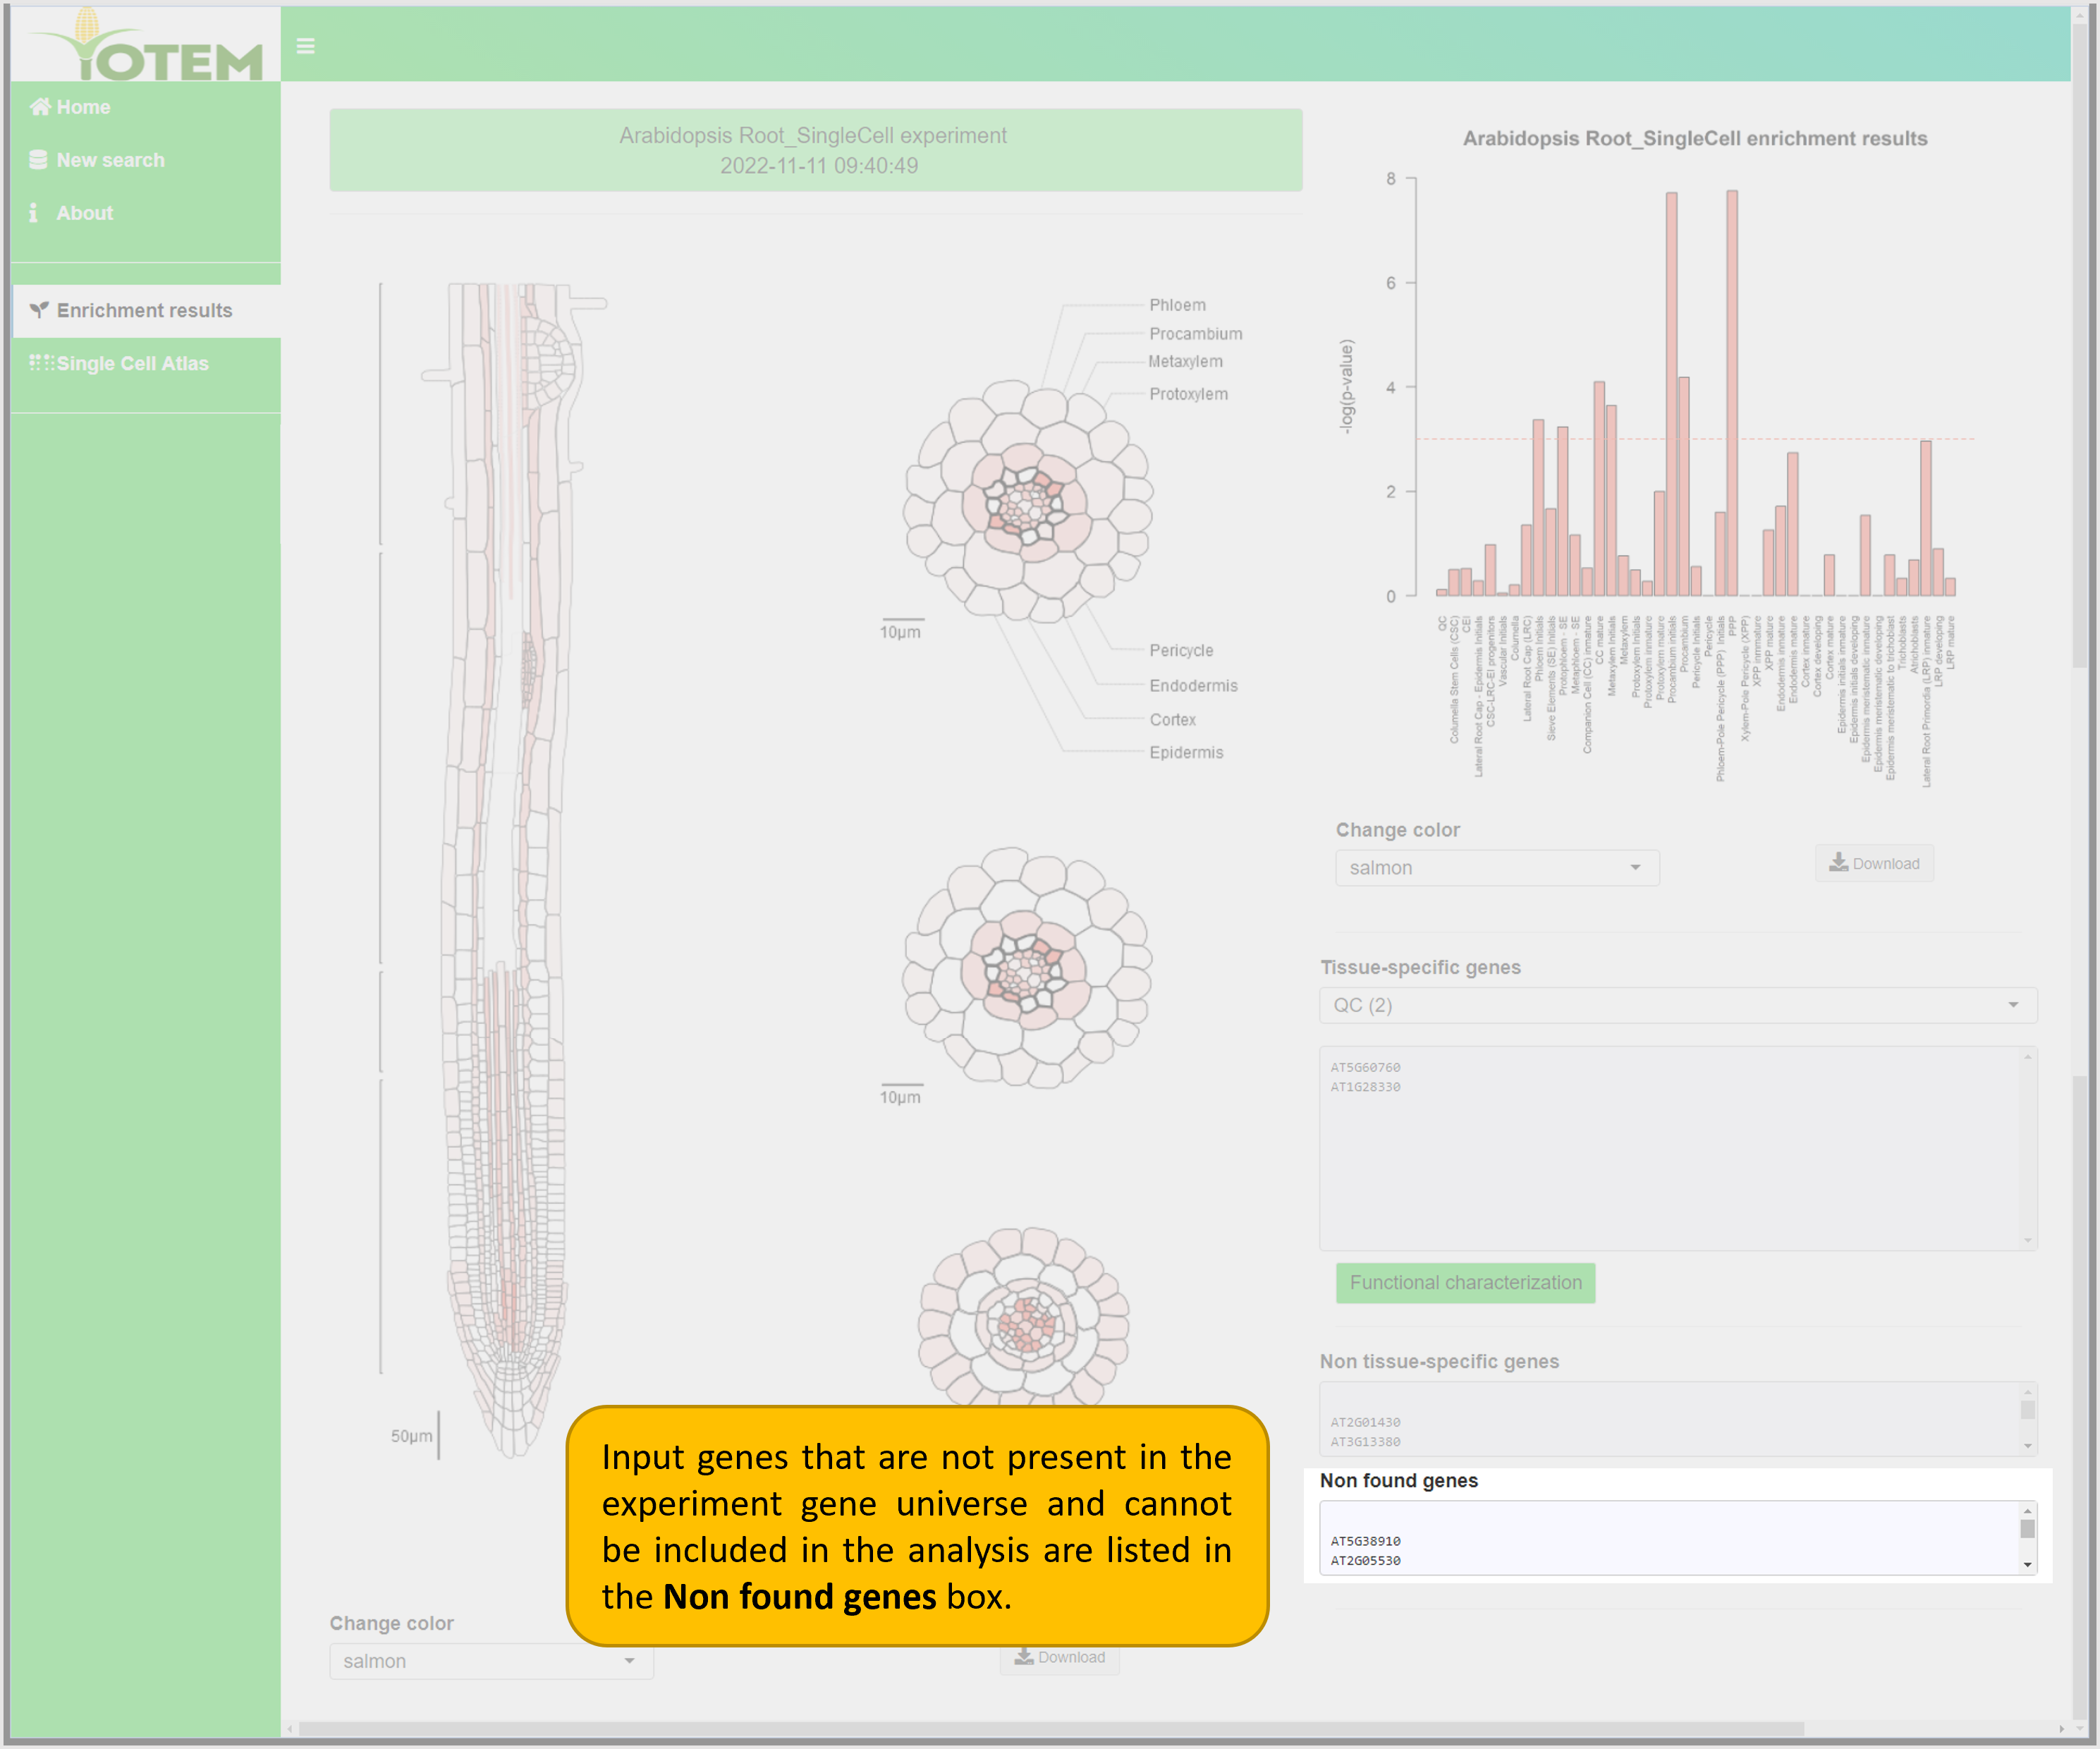 YOTEM
Home
New search
About
Enrichment results
Single Cell Atlas
Arabidopsis Root_SingleCell experiment
2022-11-11 09:40:49
Phloem
Procambium
Metaxylem
Protoxylem
10µm
Pericycle
Endodermis
Cortex
Epidermis
10µm
50µm
Input genes that are not present in the
experiment gene universe and cannot
be included in the analysis are listed in
the Non found genes box.
Change color
salmon
Download
Arabidopsis Root_SingleCell enrichment results
-log(p-value)
8
6
4
2
0
QC
Columella Stem Cells (CSC)
CEI
Lateral Root Cap - Epidermis Initials
CSC-LRC-EI progenitors
Vascular Initials
Columella
Lateral Root Cap (LRC)
Phloem Initials
Sieve Elements (SE) Initials
Protophloem - SE
Metaphloem - SE
Companion Cell (CC) inmature
CC mature
Metaxylem Initials
Metaxylem
Protoxylem Initials
Protoxylem inmature
Protoxylem mature
Procambium initials
Procambium
Pericycle Initials
Pericycle
Phloem-Pole Pericycle (PPP) Initials
PPP
Xylem-Pole Pericycle (XPP)
XPP inmature
XPP mature
Endodermis inmature
Endodermis mature
Cortex inmature
Cortex developing
Cortex mature
Epidermis initials inmature
Epidermis initials developing
Epidermis meristematic inmature
Epidermis meristematic developing
Epidermis meristematic to trichoblast
Trichoblasts
Atrichoblasts
Lateral Root Primordia (LRP) inmature
LRP developing
LRP mature
Change color
salmon
Download
Tissue-specific genes
QC (2)
AT5G60760
AT1G28330
Functional characterization
Non tissue-specific genes
AT2G01430
AT3G13380
Non found genes
AT5G38910
AT2G05530